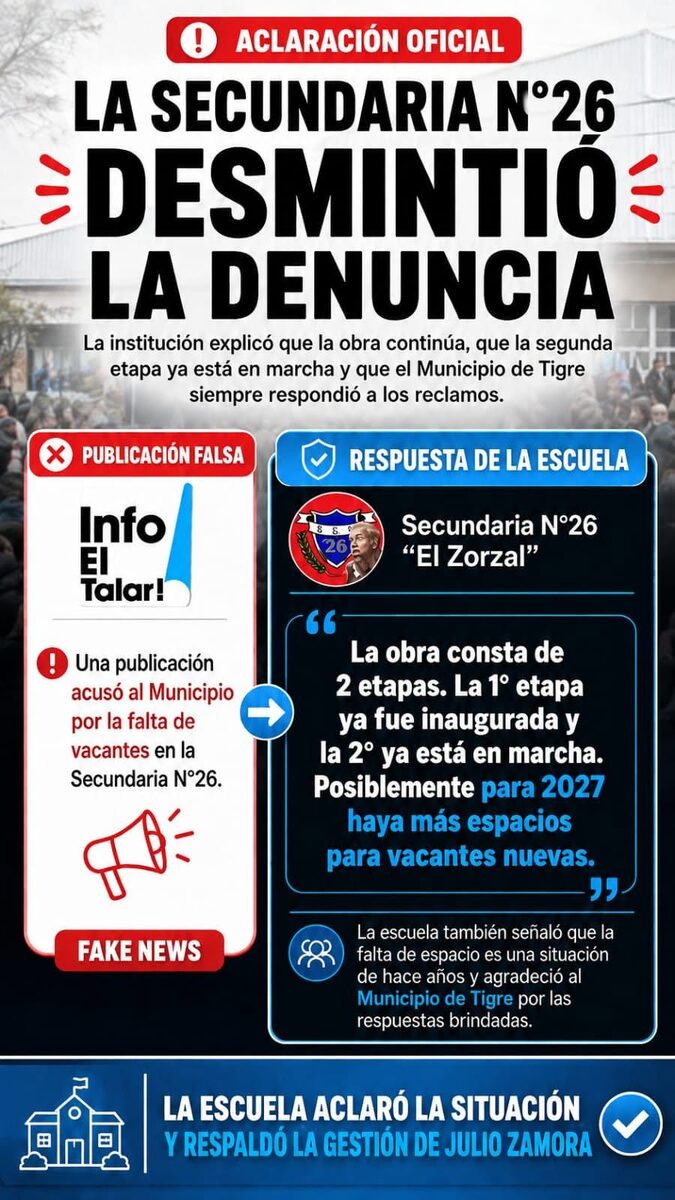 ! ACLARACIÓN OFICIAL
LA SECUNDARIA N°26
DESMINTIÓ
LA DENUNCIA
La institución explicó que la obra continúa, que la segunda
etapa ya está en marcha y que el Municipio de Tigre
siempre respondió a los reclamos.
PUBLICACIÓN FALSA
Info
El
Talar!
! Una publicación
acusó al Municipio
por la falta de
vacantes en la
Secundaria N°26.
FAKE NEWS
RESPUESTA DE LA ESCUELA
26
Secundaria N°26
“El Zorzal”
“
La obra consta de
2 etapas. La 1° etapa
ya fue inaugurada y
la 2° ya está en marcha.
Posiblemente para 2027
haya más espacios
para vacantes nuevas.
”
La escuela también señaló que la
falta de espacio es una situación
de hace años y agradeció al
Municipio de Tigre por las
respuestas brindadas.
LA ESCUELA ACLARÓ LA SITUACIÓN
Y RESPALDÓ LA GESTIÓN DE JULIO ZAMORA